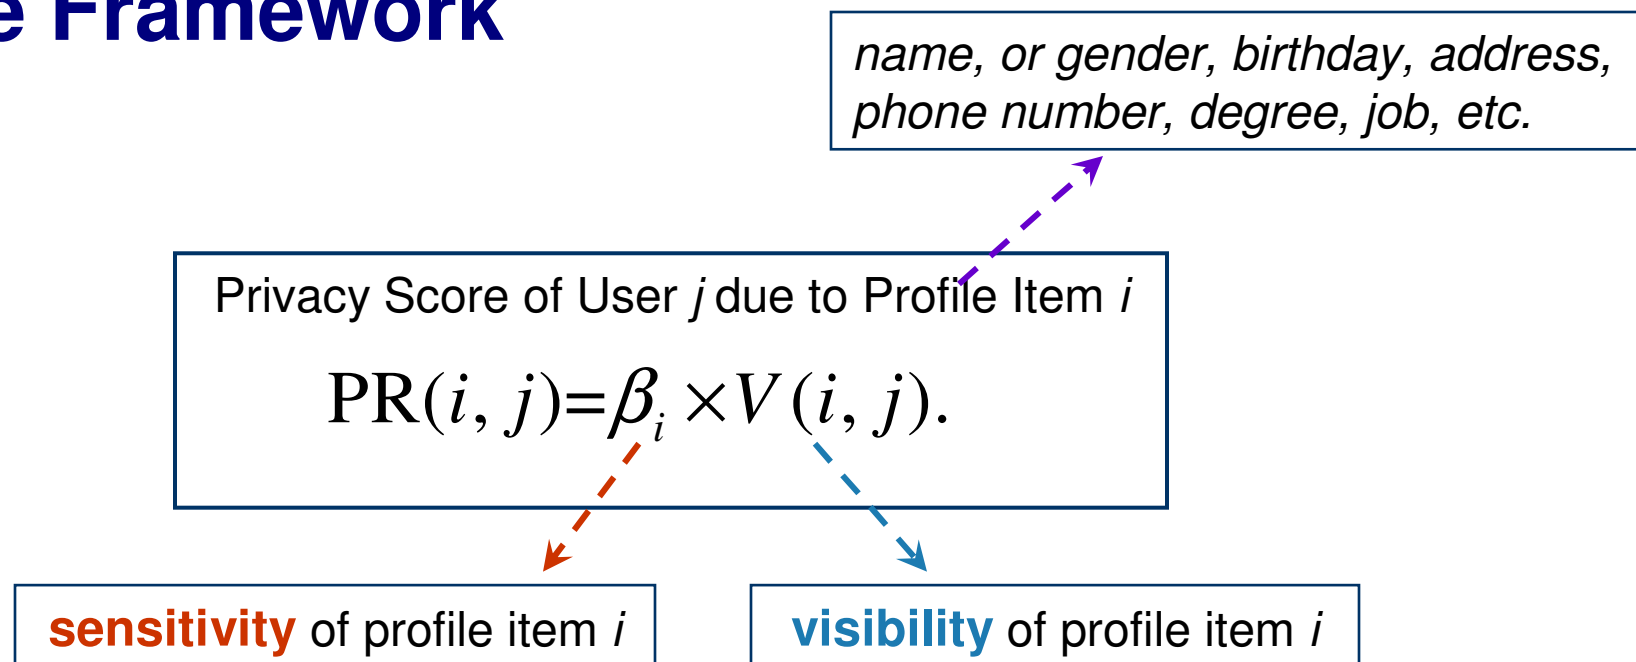 e Framework
name, or gender, birthday, address,
phone number, degree, job, etc.
Privacy Score of User j due to Profile Item i
PR(i, j)=βᵢ ×V(i, j).
sensitivity of profile item i
visibility of profile item i